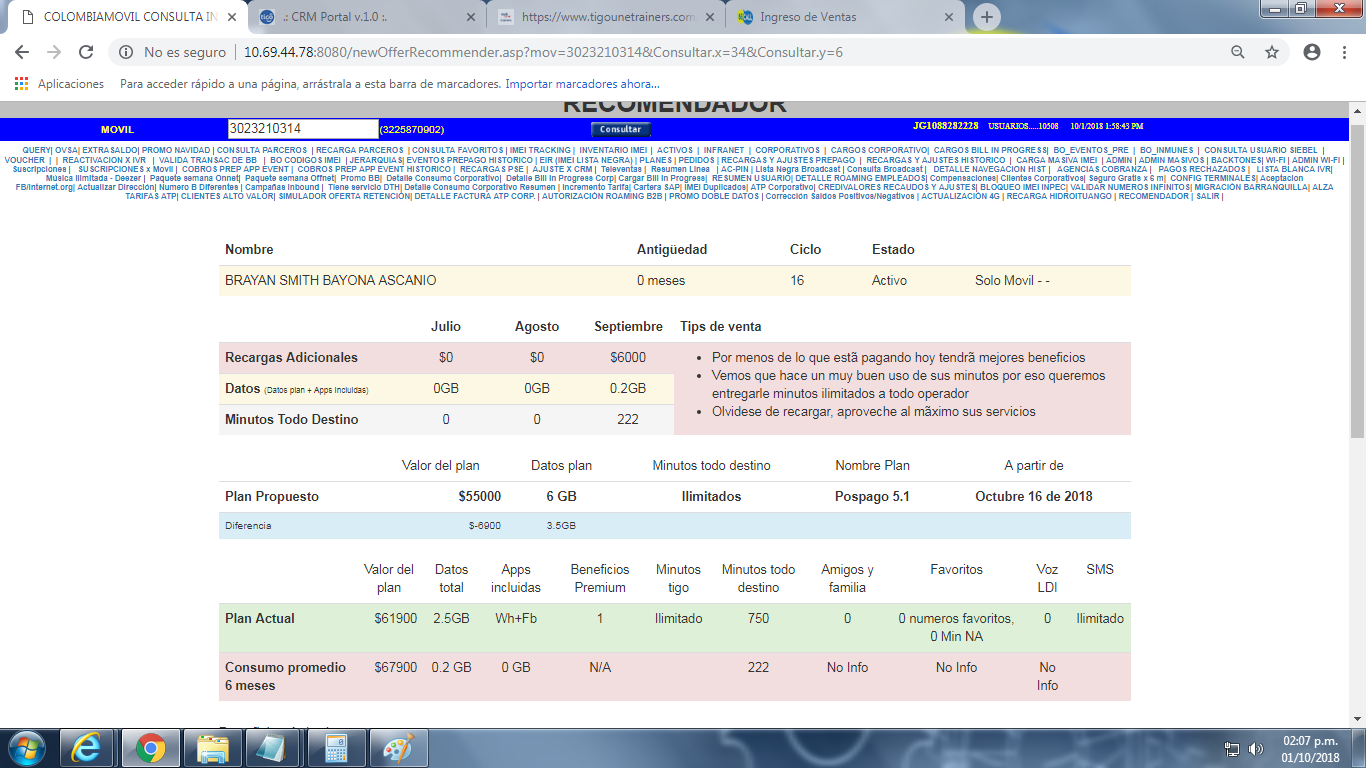 COLOMBIAMOVIL CONSULTA IN
.: CRM Portal v.1.0 :.
https://www.tigounetrainers.com
Ingreso de Ventas
No es seguro
10.69.44.78:8080/newOfferRecommender.asp?mov=3023210314&Consultar.x=34&Consultar.y=6
Aplicaciones
Para acceder rápido a una página, arrástrala a esta barra de marcadores. Importar marcadores ahora...
RECOMENDADOR
MOVIL 3023210314 (3225870902) Consultar JG1088282228 USUARIOS.....10508 10/1/2018 1:58:43 PM
QUERY| OVSA| EXTRASALDO| PROMO NAVIDAD | CONSULTA PARCEROS | RECARGA PARCEROS | CONSULTA FAVORITOS | IMEI TRACKING | INVENTARIO IMEI | ACTIVOS | INFRANET | CORPORATIVOS | CARGOS CORPORATIVO| CARGOS BILL IN PROGRESS| BO_EVENTOS_PRE | BO_INMUNES | CONSULTA USUARIO SIEBEL |
VOUCHER | | REACTIVACION X IVR | VALIDA TRANSAC DE BB | BO CODIGOS IMEI | JERARQUIAS| EVENTOS PREPAGO HISTORICO | EIR (IMEI LISTA NEGRA) | PLANES | PEDIDOS | RECARGAS Y AJUSTES PREPAGO | RECARGAS Y AJUSTES HISTORICO | CARGA MASIVA IMEI | ADMIN | ADMIN MASIVOS | BACKTONES| WI-FI | ADMIN WI-FI |
Suscripciones | SUSCRIPCIONES x Movil | COBROS PREP APP EVENT | COBROS PREP APP EVENT HISTORICO | RECARGAS PSE | AJUSTE X CRM | Televentas | Resumen Linea | AC-PIN | Lista Negra Broadcast | Consulta Broadcast | DETALLE NAVEGACION HIST | AGENCIAS COBRANZA | PAGOS RECHAZADOS | LISTA BLANCA IVR|
Música Ilimitada - Deezer | Paquete semana Onnet| Paquete semana Offnet| Promo BB| Detalle Consumo Corporativo| Detalle Bill In Progress Corp| Cargar Bill In Progress| RESUMEN USUARIO| DETALLE ROAMING EMPLEADOS| Compensaciones| Clientes Corporativos| Seguro Gratis x 6 m| CONFIG TERMINALES| Aceptacion
FB/Internet.org| Actualizar Dirección| Numero B Diferentes | Campañas Inbound | Tiene servicio DTH| Detalle Consumo Corporativo Resumen | Incremento Tarifa| Cartera SAP| IMEI Duplicados| ATP Corporativo| CREDIVALORES RECAUDOS Y AJUSTES| BLOQUEO IMEI INPEC| VALIDAR NUMEROS INFINITOS| MIGRACIÓN BARRANQUILLA| ALZA
TARIFAS ATP| CLIENTES ALTO VALOR| SIMULADOR OFERTA RETENCIÓN| DETALLE FACTURA ATP CORP. | AUTORIZACIÓN ROAMING B2B | PROMO DOBLE DATOS | Corrección Saldos Positivos/Negativos | ACTUALIZACIÓN 4G | RECARGA HIDROITUANGO | RECOMENDADOR | SALIR |
Nombre Antigüedad Ciclo Estado
BRAYAN SMITH BAYONA ASCANIO 0 meses 16 Activo Solo Movil - -
Julio Agosto Septiembre Tips de venta
Recargas Adicionales $0 $0 $6000
Datos (Datos plan + Apps Incluidas) 0GB 0GB 0.2GB
Minutos Todo Destino 0 0 222
• Por menos de lo que estã pagando hoy tendrã mejores beneficios
• Vemos que hace un muy buen uso de sus minutos por eso queremos
entregarle minutos ilimitados a todo operador
• Olvidese de recargar, aproveche al mãximo sus servicios
Valor del plan Datos plan Minutos todo destino Nombre Plan A partir de
Plan Propuesto $55000 6 GB Ilimitados Pospago 5.1 Octubre 16 de 2018
Diferencia $-6900 3.5GB
Valor del Datos Apps Beneficios Minutos Minutos todo Amigos y Favoritos Voz SMS
plan total incluidas Premium tigo destino familia LDI
Plan Actual $61900 2.5GB Wh+Fb 1 Ilimitado 750 0 0 numeros favoritos, 0 Ilimitado
0 Min NA
Consumo promedio $67900 0.2 GB 0 GB N/A 222 No Info No Info No
6 meses Info
02:07 p.m.
01/10/2018